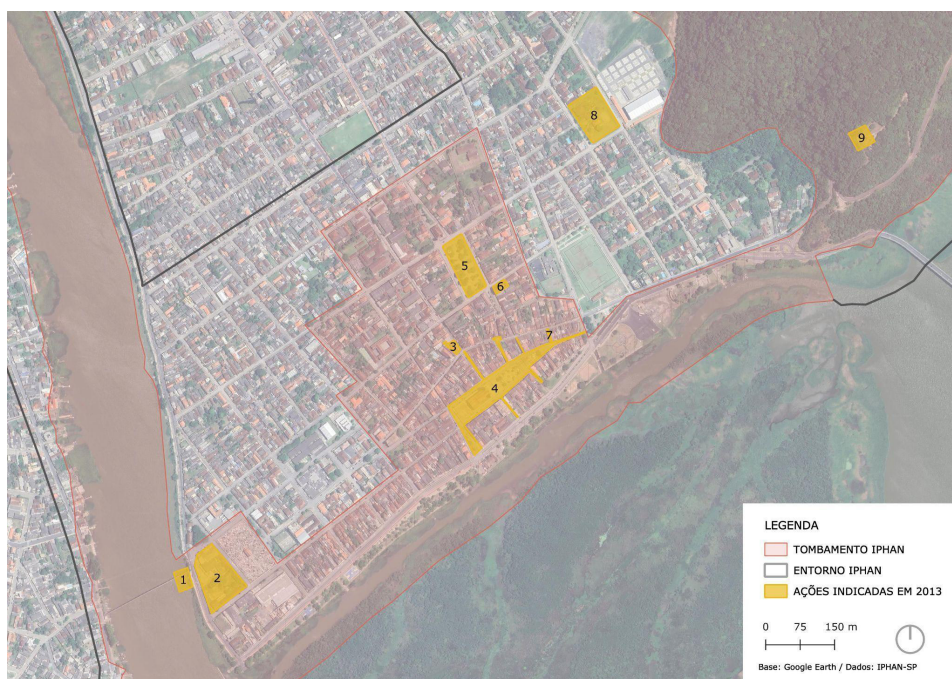 8
9
5
6
7
3
4
1
2
LEGENDA
TOMBAMENTO IPHAN
ENTORNO IPHAN
AÇÕES INDICADAS EM 2013
0 75 150 m
Base: Google Earth / Dados: IPHAN-SP